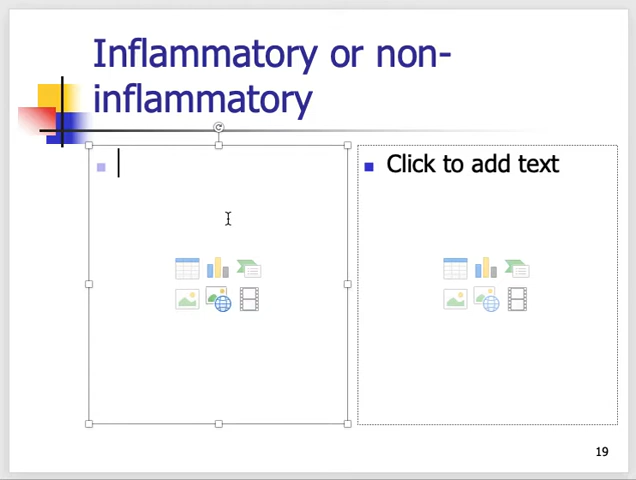 Inflammatory or non-
inflammatory
Click to add text
19